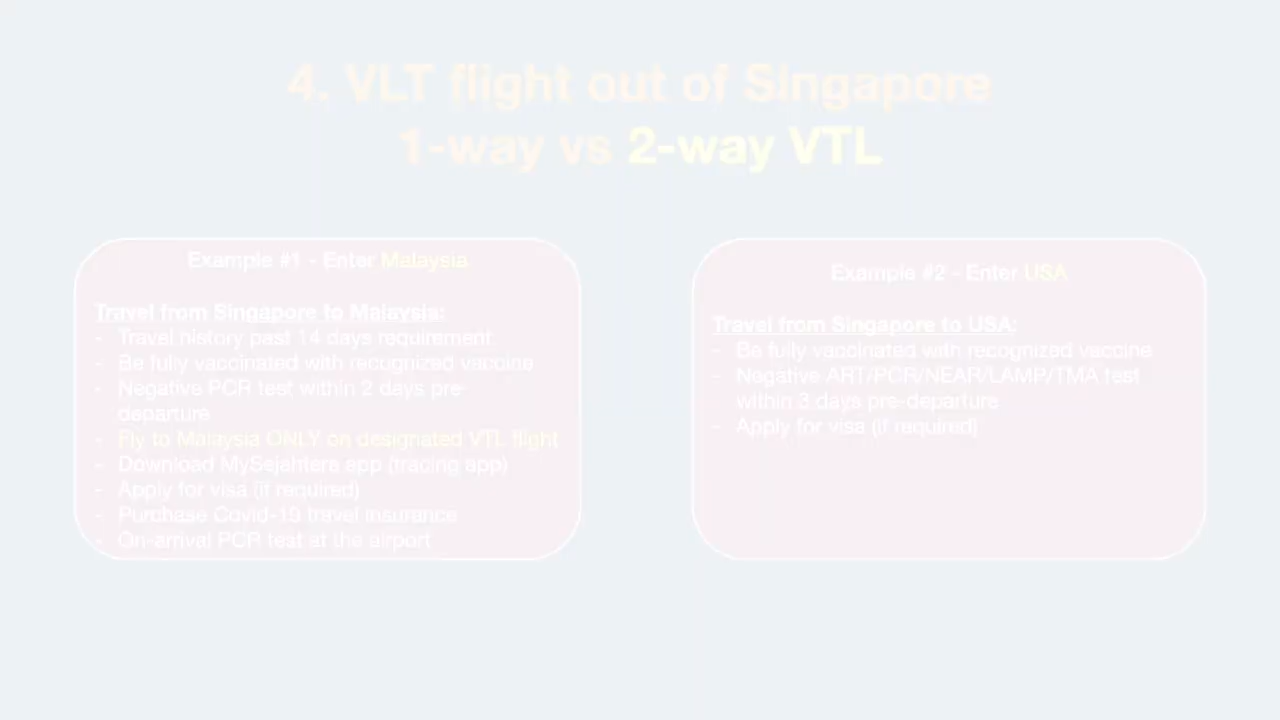 4. VLT flight out of Singapore
1-way vs 2-way VTL
Example #1 - Enter Malaysia
Travel from Singapore to Malaysia:
- Travel history past 14 days requirement
- Be fully vaccinated with recognized vaccine
- Negative PCR test within 2 days pre-
departure
- Fly to Malaysia ONLY on designated VTL flight
- Download MySejahtera app (tracing app)
- Apply for visa (if required)
- Purchase Covid-19 travel insurance
- On-arrival PCR test at the airport
Example #2 - Enter USA
Travel from Singapore to USA:
- Be fully vaccinated with recognized vaccine
- Negative ART/PCR/NEAR/LAMP/TMA test
within 3 days pre-departure
- Apply for visa (if required)